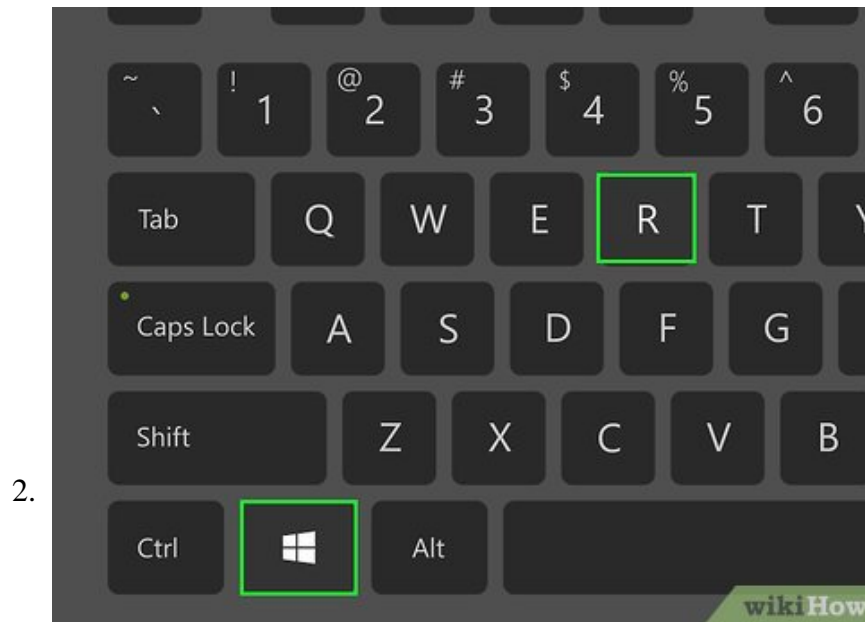 ~ ` ! 1 @ 2 # 3 $ 4 % 5 ^ 6
Tab Q W E R T
Caps Lock A S D F G
Shift Z X C V B
2.
Ctrl Alt
wikiHow